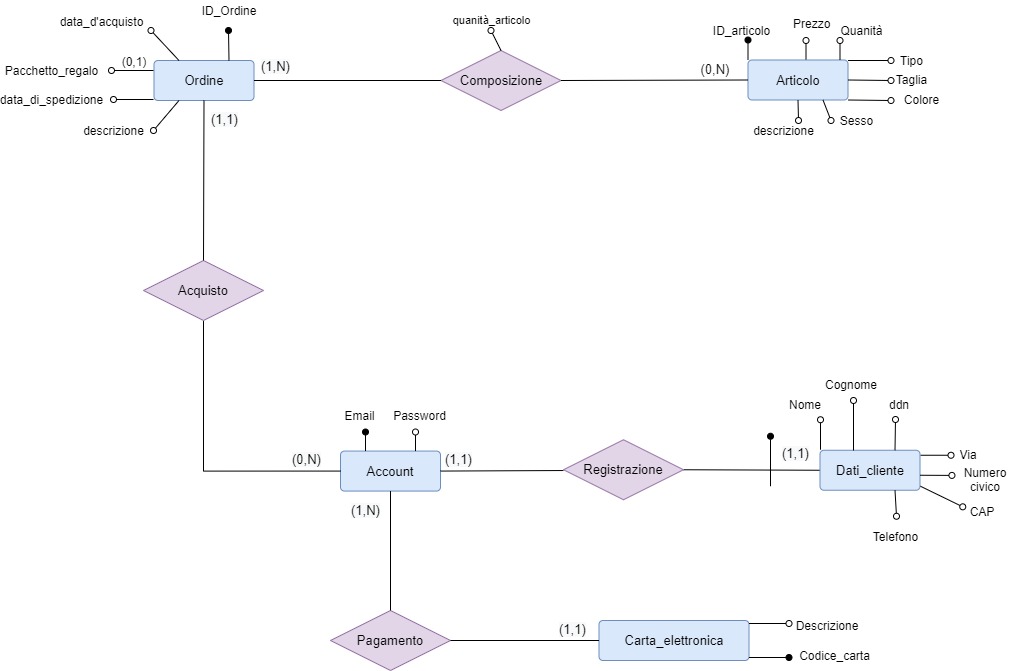 ID_Ordine
data_d'acquisto
quanità_articolo
Prezzo
ID_articolo
Quanità
Pacchetto_regalo
(0,1)
(1,N)
(0,N)
Tipo
Ordine
Composizione
Articolo
Taglia
data_di_spedizione
Colore
descrizione
(1,1)
descrizione
Sesso
Acquisto
Cognome
Nome
ddn
Email
Password
(0,N)
(1,1)
(1,1)
Via
Account
Registrazione
Dati_cliente
Numero
civico
(1,N)
CAP
Telefono
(1,1)
Descrizione
Pagamento
Carta_elettronica
Codice_carta